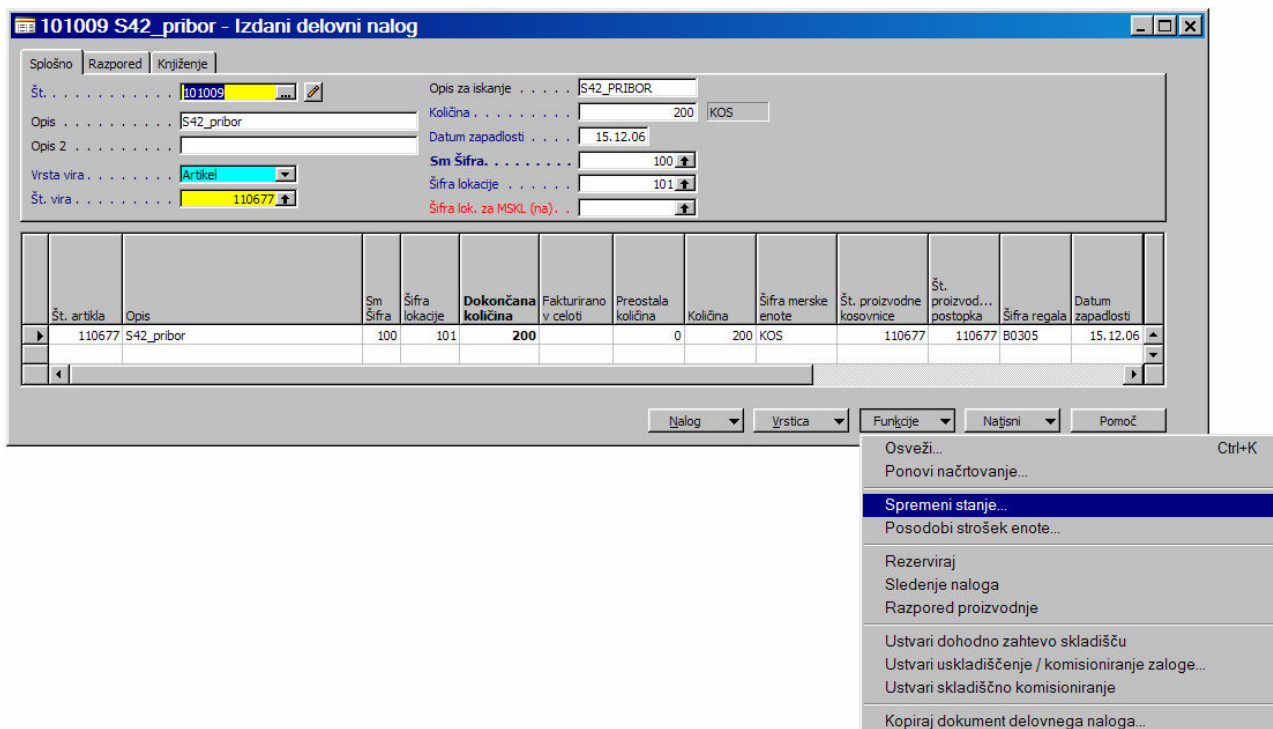 101009 S42_pribor - Izdani delovni nalog
Splošno Razpored Knjiženje
Št. . . . . . . . . . . . . 101009 ...
Opis . . . . . . . . . . S42_pribor
Opis 2 . . . . . . . . .
Vrsta vira. . . . . . . . Artikel
Št. vira . . . . . . . . . 110677
Opis za iskanje . . . . . S42_PRIBOR
Količina . . . . . . . . . 200 KOS
Datum zapadlosti . . . . 15.12.06
Sm Šifra. . . . . . . . . 100
Šifra lokacije . . . . . . 101
Šifra lok. za MSKL (na). .
Št. artikla Opis Sm Šifra Šifra lokacije Dokončana količina Fakturirano v celoti Preostala količina Količina Šifra merske enote Št. proizvodne kosovnice Št. proizvod... postopka Šifra regala Datum zapadlosti
110677 S42_pribor 100 101 200 0 200 KOS 110677 110677 B0305 15.12.06
Nalog Vrstica Funkcije Natisni Pomoč
Osveži... Ctrl+K
Ponovi načrtovanje...
Spremeni stanje...
Posodobi strošek enote...
Rezerviraj
Sledenje naloga
Razpored proizvodnje
Ustvari dohodno zahtevo skladišču
Ustvari uskladiščenje / komisioniranje zaloge...
Ustvari skladiščno komisioniranje
Kopiraj dokument delovnega naloga...